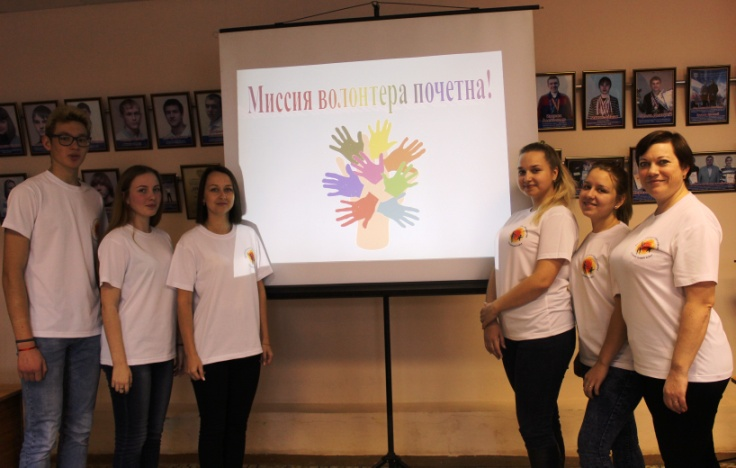 Миссия волонтера почетна!